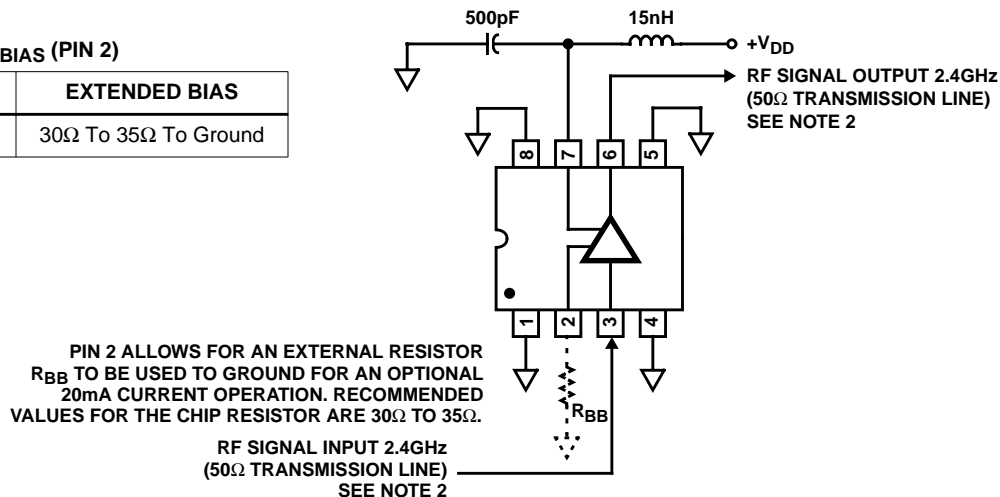 BIAS (PIN 2)
EXTENDED BIAS
30Ω To 35Ω To Ground
500pF
15nH
+VDD
RF SIGNAL OUTPUT 2.4GHz
(50Ω TRANSMISSION LINE)
SEE NOTE 2
8
7
6
5
1
2
3
4
PIN 2 ALLOWS FOR AN EXTERNAL RESISTOR
RBB TO BE USED TO GROUND FOR AN OPTIONAL
20mA CURRENT OPERATION. RECOMMENDED
VALUES FOR THE CHIP RESISTOR ARE 30Ω TO 35Ω.
RBB
RF SIGNAL INPUT 2.4GHz
(50Ω TRANSMISSION LINE)
SEE NOTE 2